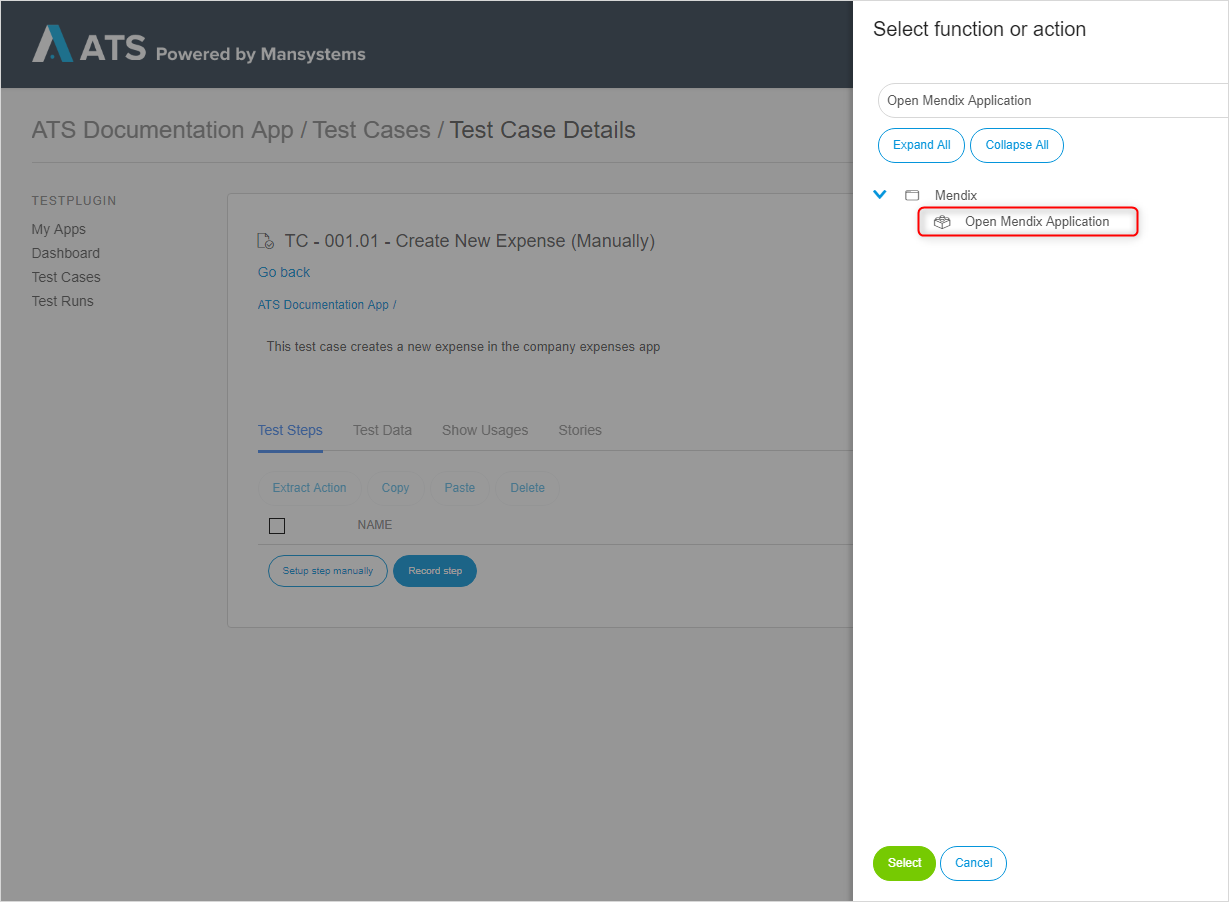 ATS Powered by Mansystems
ATS Documentation App / Test Cases / Test Case Details
TESTPLUGIN
My Apps
Dashboard
Test Cases
Test Runs
TC - 001.01 - Create New Expense (Manually)
Go back
ATS Documentation App /
This test case creates a new expense in the company expenses app
Test Steps Test Data Show Usages Stories
Extract Action Copy Paste Delete
NAME
Setup step manually Record step
Select function or action
Open Mendix Application
Expand All Collapse All
Mendix
Open Mendix Application
Select Cancel